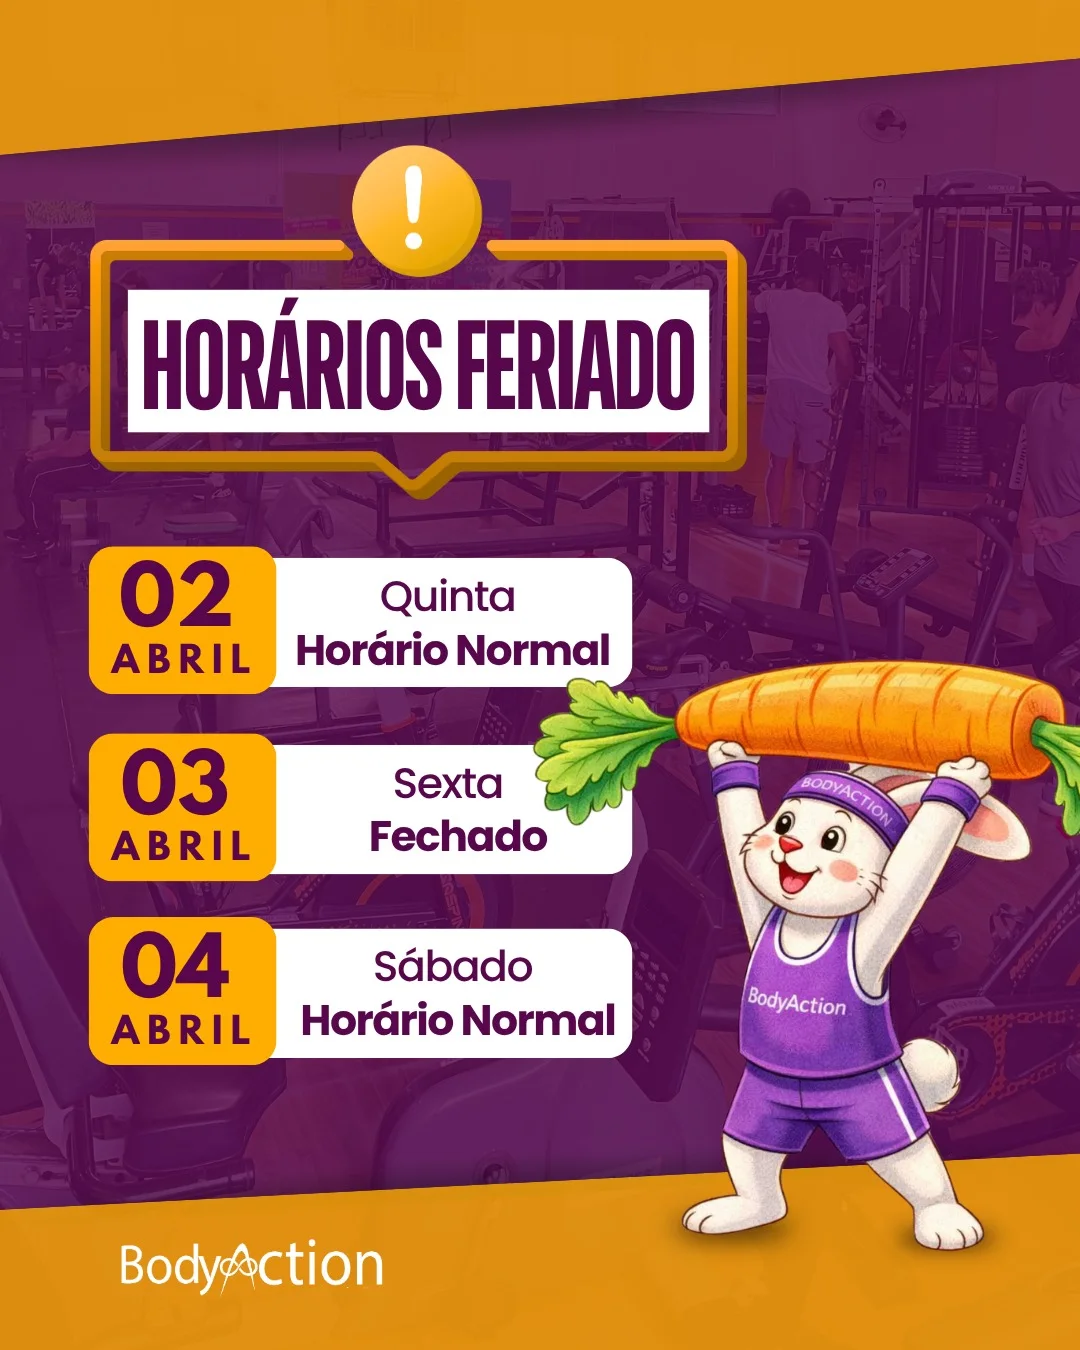 !
HORÁRIOS FERIADO
02
ABRIL
Quinta
Horário Normal
03
ABRIL
Sexta
Fechado
04
ABRIL
Sábado
Horário Normal
BODYACTION
BodyAction
BodyAction